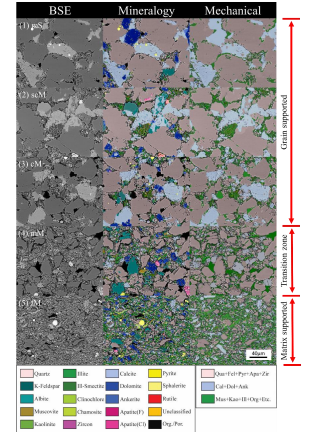 BSE Mineralogy Mechanical
(1)
(2) scM
(3) cM
(4) mM
(5) fM
Grain supported
Transition zone
Matrix supported
40μm
Quartz Illite Calcite Pyrite Qua+Fel+Pyr+Apa+Zir
K-Feldspar Ill-Smectite Dolomite Sphalerite Cal+Dol+Ank
Albite Clinochlore Ankerite Rutile Mus+Kao+Ill+Org+Etc.
Muscovite Chamosite Apatite(F) Unclassified
Kaolinite Zircon Apatite(Cl) Org./Por.